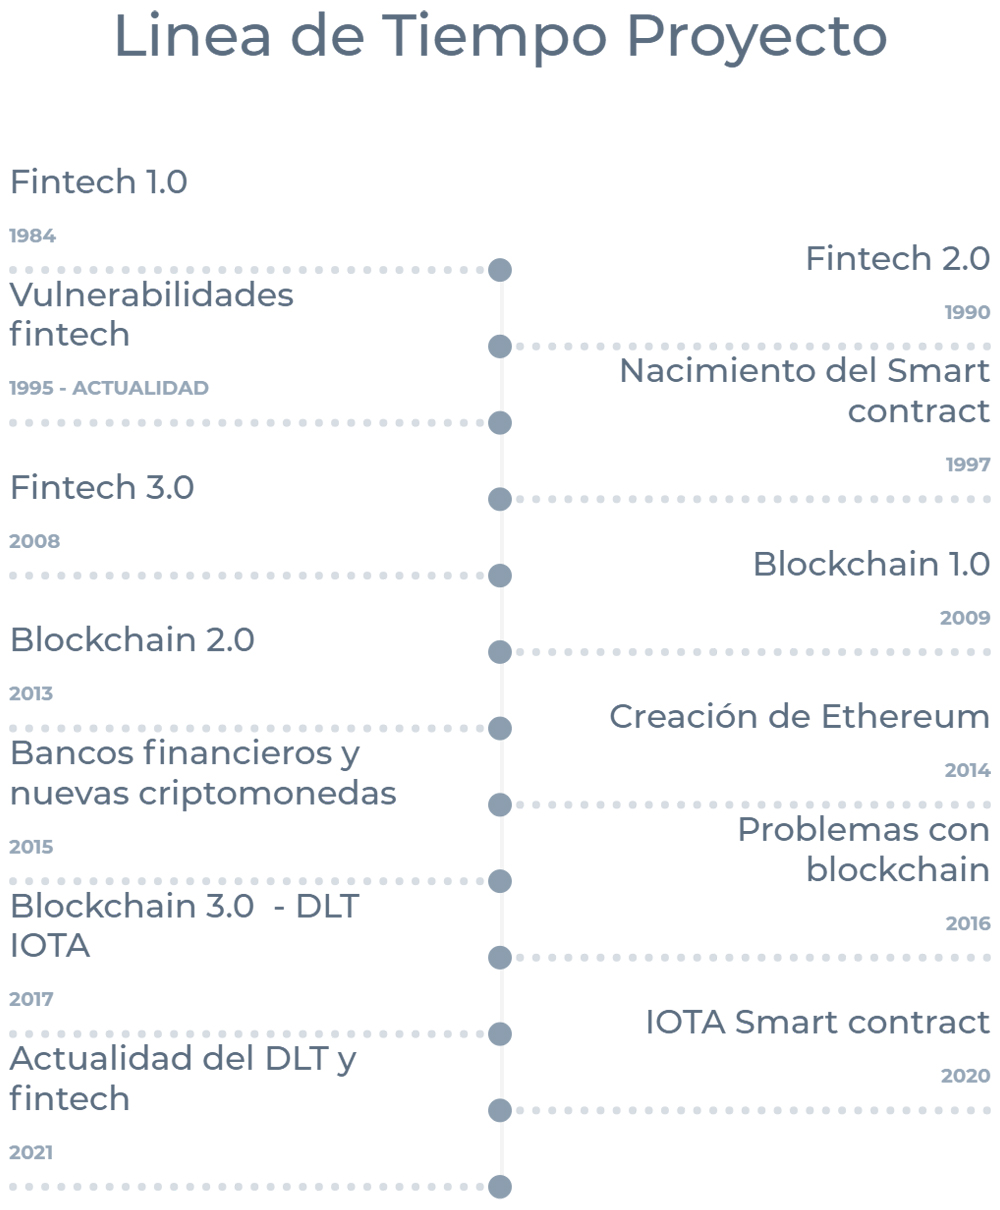 Linea de Tiempo Proyecto
Fintech 1.0
1984
Fintech 2.0
1990
Vulnerabilidades
fintech
1995 - ACTUALIDAD
Nacimiento del Smart
contract
1997
Fintech 3.0
2008
Blockchain 1.0
2009
Blockchain 2.0
2013
Creación de Ethereum
2014
Bancos financieros y
nuevas criptomonedas
2015
Problemas con
blockchain
2016
Blockchain 3.0  - DLT
IOTA
2017
IOTA Smart contract
2020
Actualidad del DLT y
fintech
2021